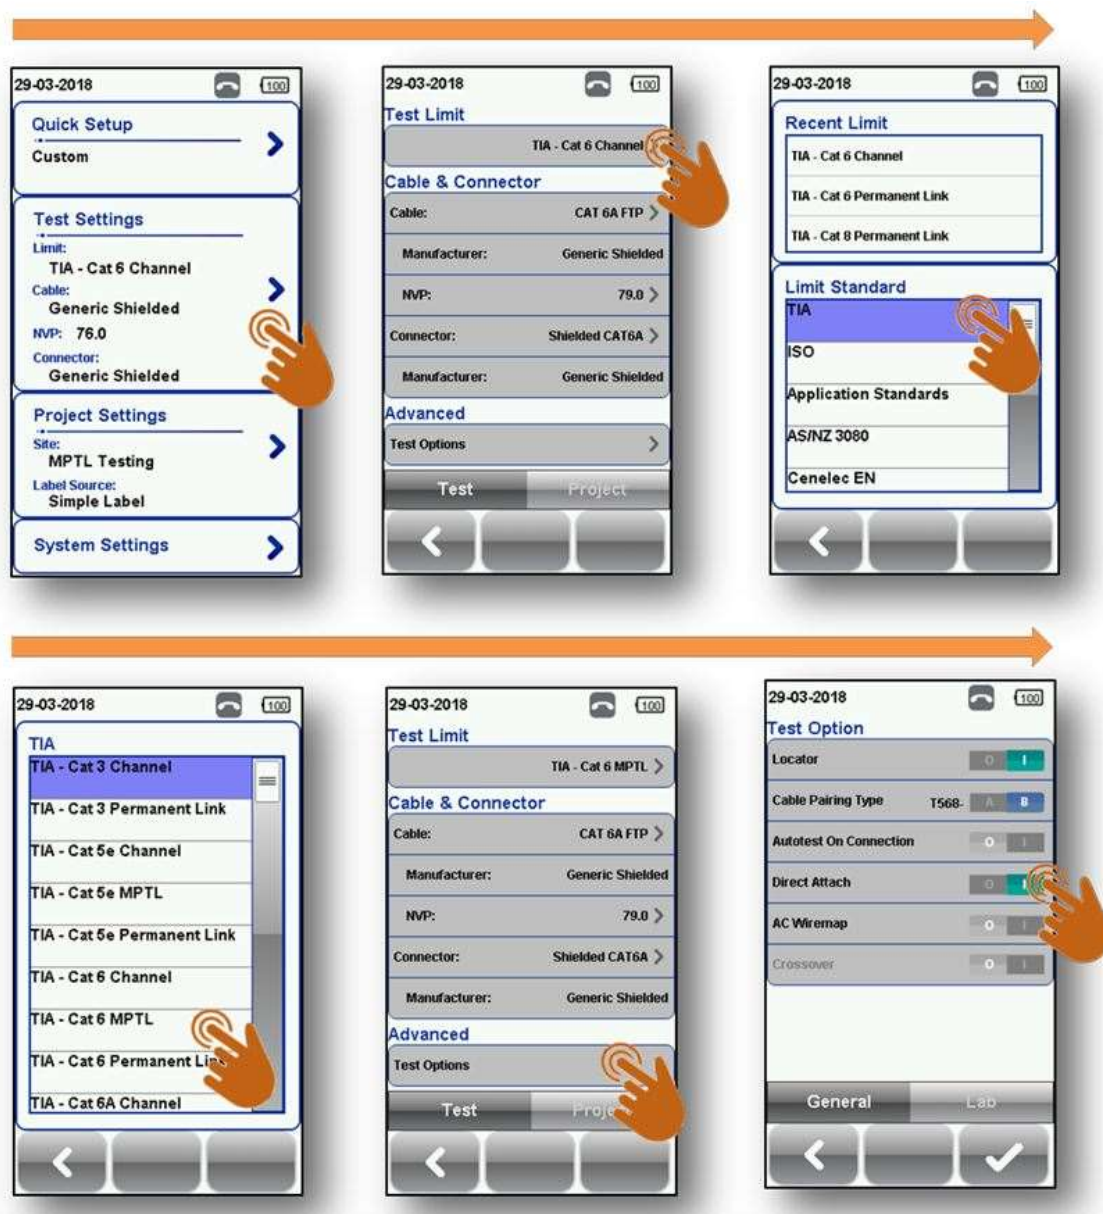 29-03-2018 100
Quick Setup
Custom
Test Settings
Limit:
TIA - Cat 6 Channel
Cable:
Generic Shielded
NVP: 76.0
Connector:
Generic Shielded
Project Settings
Site:
MPTL Testing
Label Source:
Simple Label
System Settings
29-03-2018 100
Test Limit
TIA - Cat 6 Channel
Cable & Connector
Cable: CAT 6A FTP
Manufacturer: Generic Shielded
NVP: 79.0
Connector: Shielded CAT6A
Manufacturer: Generic Shielded
Advanced
Test Options
Test Project
29-03-2018 100
Recent Limit
TIA - Cat 6 Channel
TIA - Cat 6 Permanent Link
TIA - Cat 8 Permanent Link
Limit Standard
TIA
ISO
Application Standards
AS/NZ 3080
Cenelec EN
29-03-2018 100
TIA
TIA - Cat 3 Channel
TIA - Cat 3 Permanent Link
TIA - Cat 5e Channel
TIA - Cat 5e MPTL
TIA - Cat 5e Permanent Link
TIA - Cat 6 Channel
TIA - Cat 6 MPTL
TIA - Cat 6 Permanent Link
TIA - Cat 6A Channel
29-03-2018 100
Test Limit
TIA - Cat 6 MPTL
Cable & Connector
Cable: CAT 6A FTP
Manufacturer: Generic Shielded
NVP: 79.0
Connector: Shielded CAT6A
Manufacturer: Generic Shielded
Advanced
Test Options
Test Project
29-03-2018 100
Test Option
Locator O I
Cable Pairing Type T568- A B
Autotest On Connection O I
Direct Attach O I
AC Wiremap O I
Crossover O I
General Lab